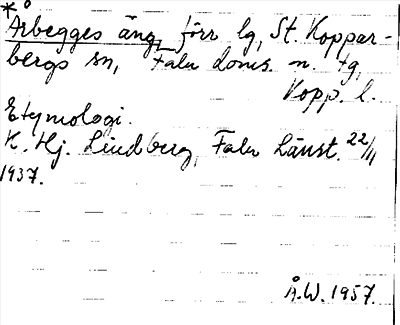 * Årbegges äng, förr lg, St. Koppar-
bergs sn, Falu doms. n. tg,
Kopp. l.
Etymologi.
K. Hj. Lindberg, Falu Länst. 22/11
1937.
Å.W. 1957.